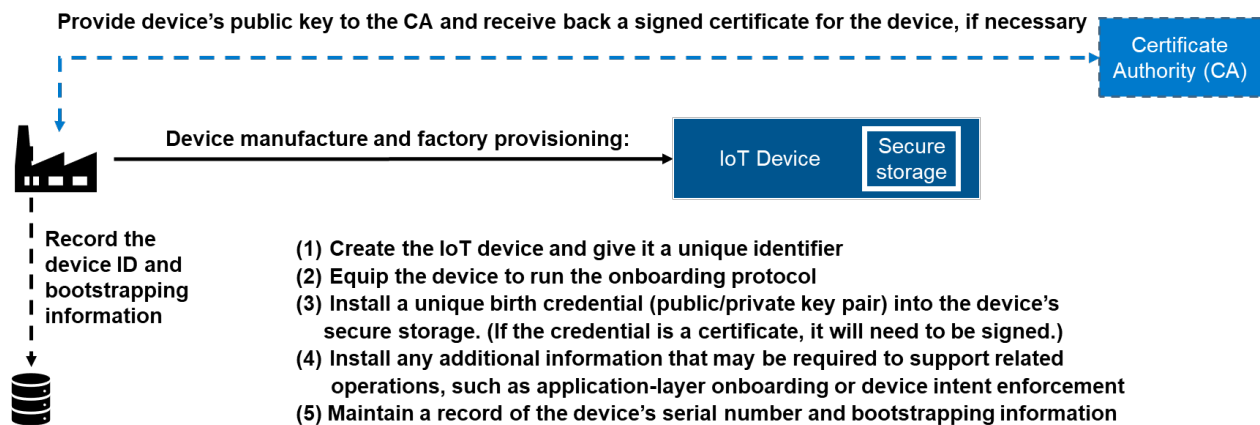 Provide device's public key to the CA and receive back a signed certificate for the device, if necessary
Certificate
Authority (CA)
Device manufacture and factory provisioning:
IoT Device
Secure
storage
Record the
device ID and
bootstrapping
information
(1) Create the IoT device and give it a unique identifier
(2) Equip the device to run the onboarding protocol
(3) Install a unique birth credential (public/private key pair) into the device's
secure storage. (If the credential is a certificate, it will need to be signed.)
(4) Install any additional information that may be required to support related
operations, such as application-layer onboarding or device intent enforcement
(5) Maintain a record of the device's serial number and bootstrapping information